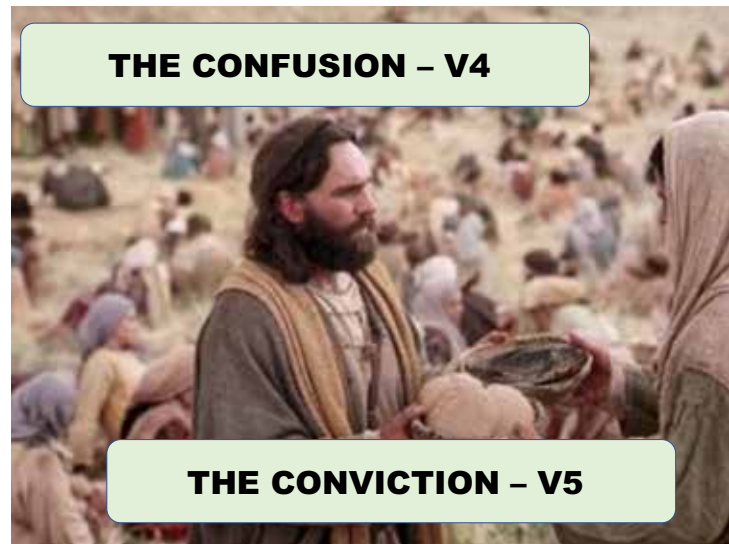 THE CONFUSION – V4
THE CONVICTION – V5